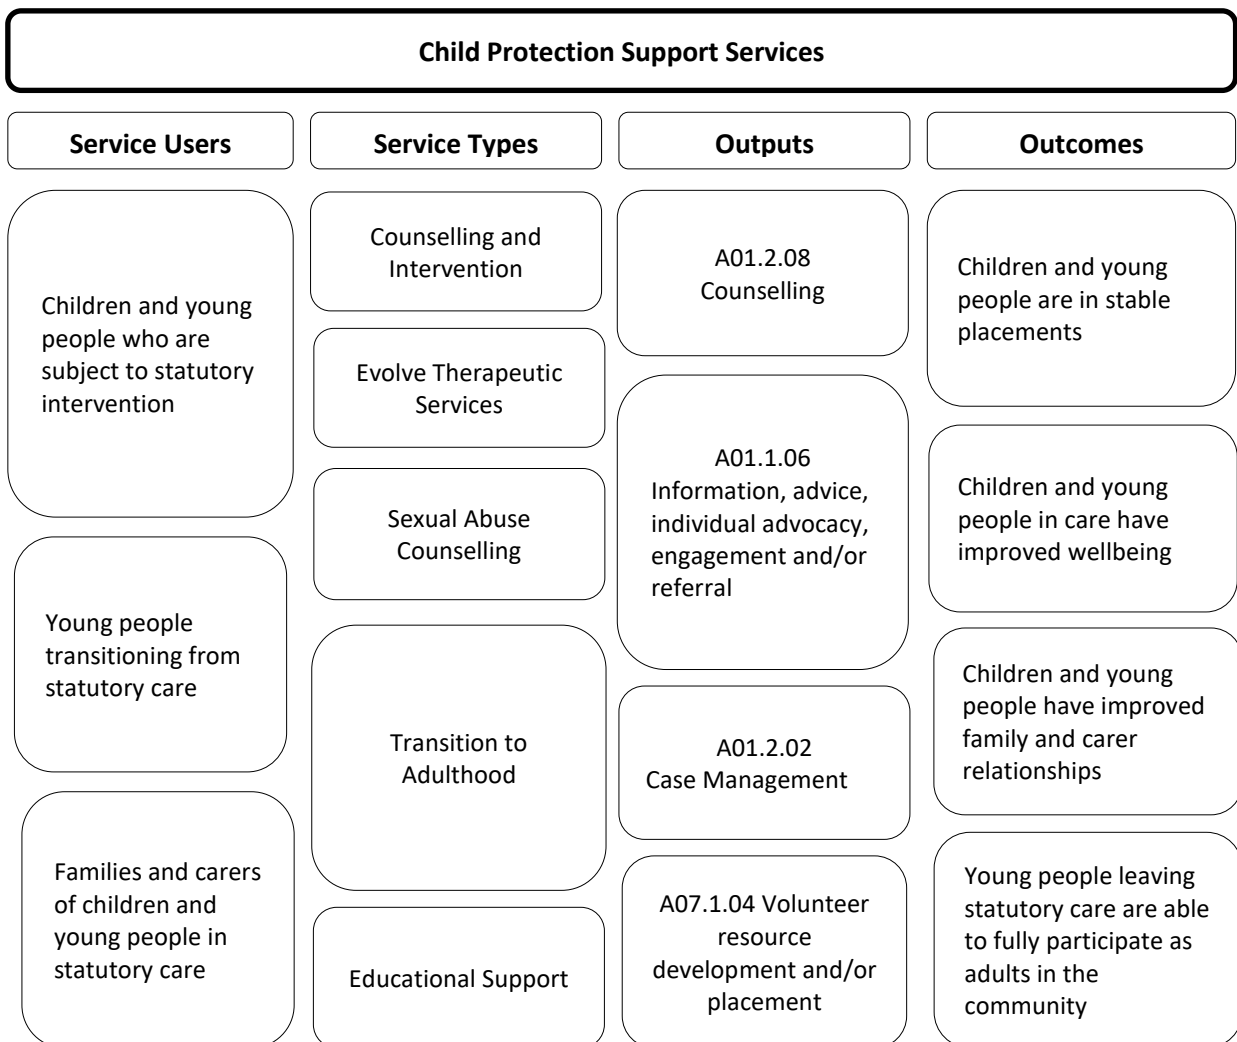 Child Protection Support Services
Service Users
Service Types
Outputs
Outcomes
Children and young
people who are
subject to statutory
intervention
Young people
transitioning from
statutory care
Families and carers
of children and
young people in
statutory care
Counselling and
Intervention
Evolve Therapeutic
Services
Sexual Abuse
Counselling
Transition to
Adulthood
Educational Support
A01.2.08
Counselling
A01.1.06
Information, advice,
individual advocacy,
engagement and/or
referral
A01.2.02
Case Management
A07.1.04 Volunteer
resource
development and/or
placement
Children and young
people are in stable
placements
Children and young
people in care have
improved wellbeing
Children and young
people have improved
family and carer
relationships
Young people leaving
statutory care are able
to fully participate as
adults in the
community